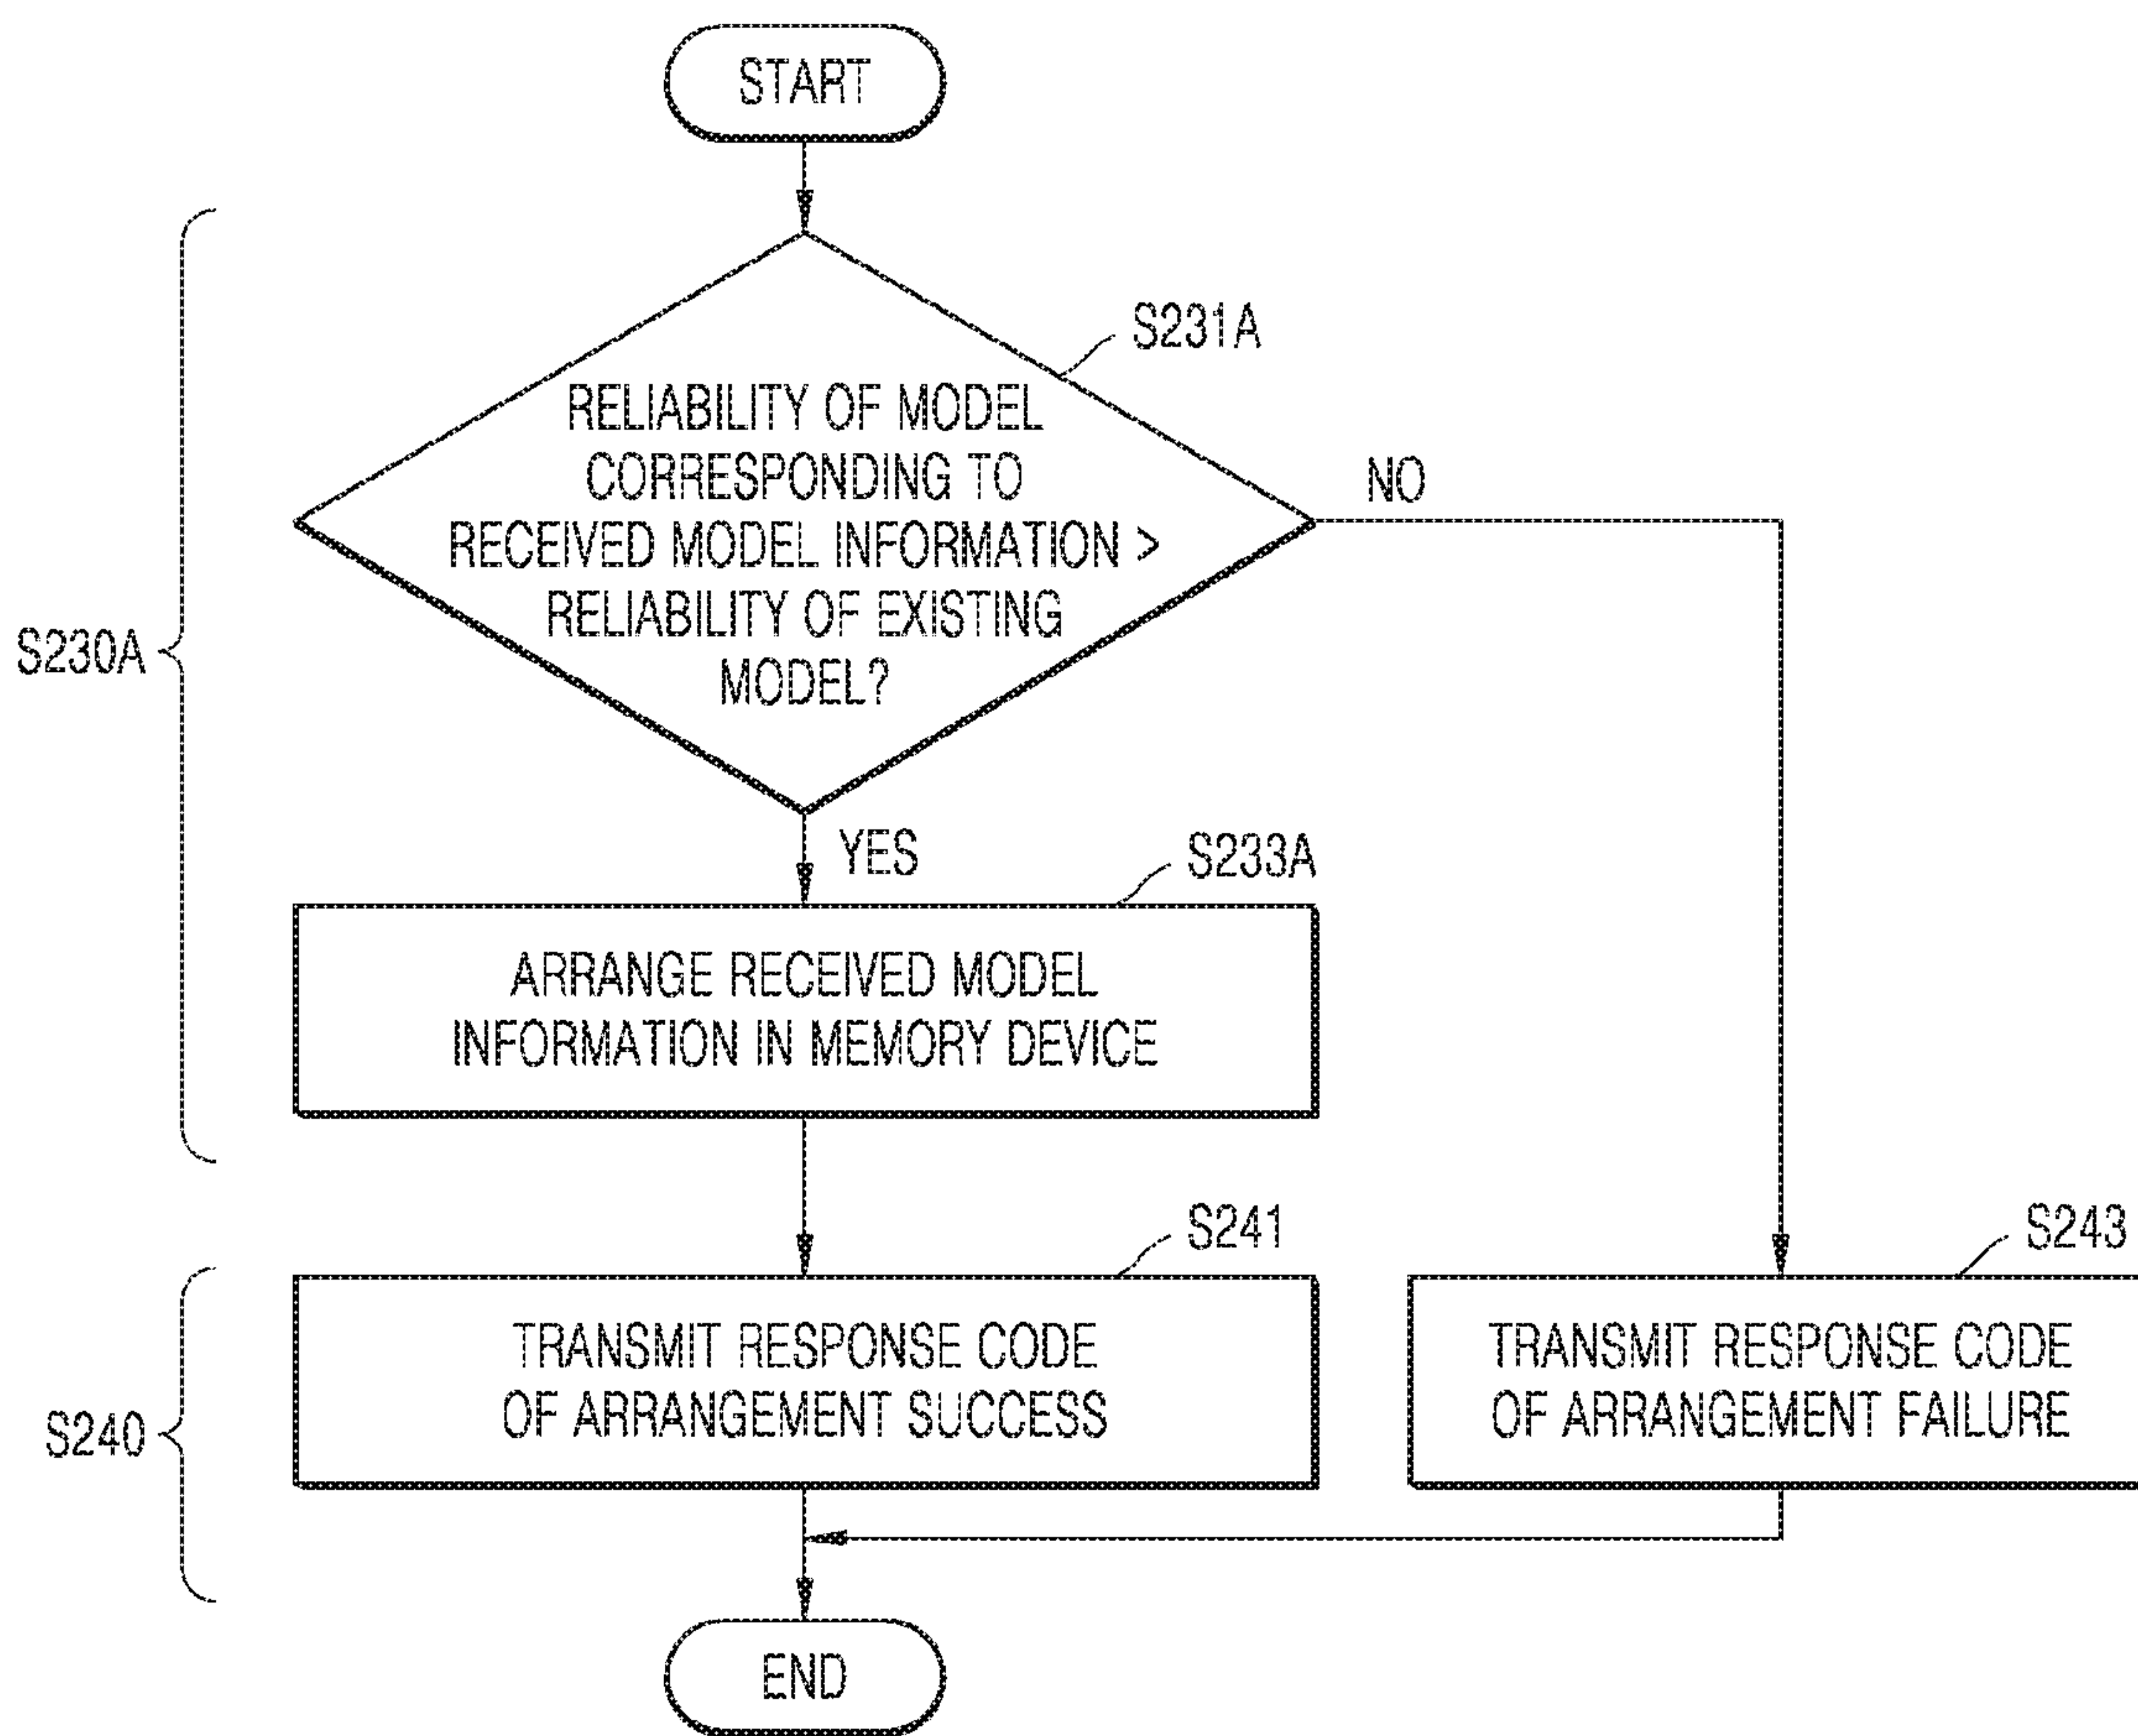 START
S231A
RELIABILITY OF MODEL
CORRESPONDING TO
RECEIVED MODEL INFORMATION >
RELIABILITY OF EXISTING
MODEL?
NO
S230A
YES
S233A
ARRANGE RECEIVED MODEL
INFORMATION IN MEMORY DEVICE
S241
S243
TRANSMIT RESPONSE CODE
OF ARRANGEMENT SUCCESS
TRANSMIT RESPONSE CODE
OF ARRANGEMENT FAILURE
S240
END